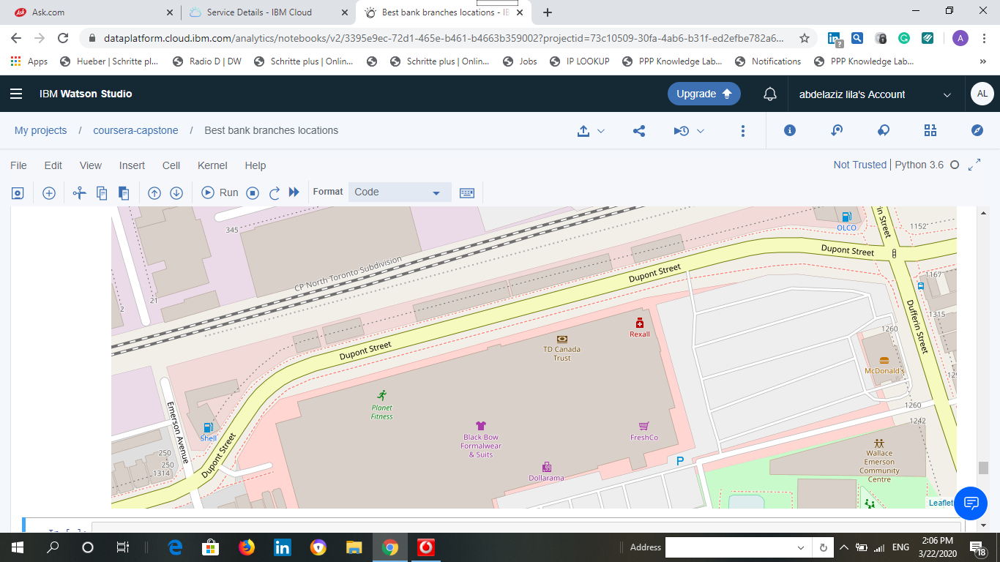 Ask.com
Service Details - IBM Cloud
Best bank branches locations - IB
dataplatform.cloud.ibm.com/analytics/notebooks/v2/3395e9ec-72d1-465e-b461-b4663b359002?projectid=73c10509-30fa-4ab6-b31f-ed2efbe782a6...
A
Apps
Hueber | Schritte pl...
Radio D | DW
Schritte plus | Onlin...
Schritte plus | Onlin...
Jobs
IP LOOKUP
PPP Knowledge Lab...
Notifications
PPP Knowledge Lab...
IBM Watson Studio
Upgrade
abdelaziz lila's Account
AL
My projects / coursera-capstone / Best bank branches locations
File Edit View Insert Cell Kernel Help
Not Trusted | Python 3.6
Run
Format
Code
345
OLCO
in Street
1152
Dupont Street
CP North Toronto Subdivision
Dupont Street
1167
21
2
1315
Dufferin Street
1260
Rexall
TD Canada
Trust
Dupont Street
McDonald's
Planet
Fitness
1260
Emerson Avenue
1242
Shell
Black Bow
Formalwear
& Suits
FreshCo
Dupont Street
250
250
1314
P
Wallace
Emerson
Community
Centre
Dollarama
Leaflet
In [ ]:
Address
ENG
2:06 PM
3/22/2020
18